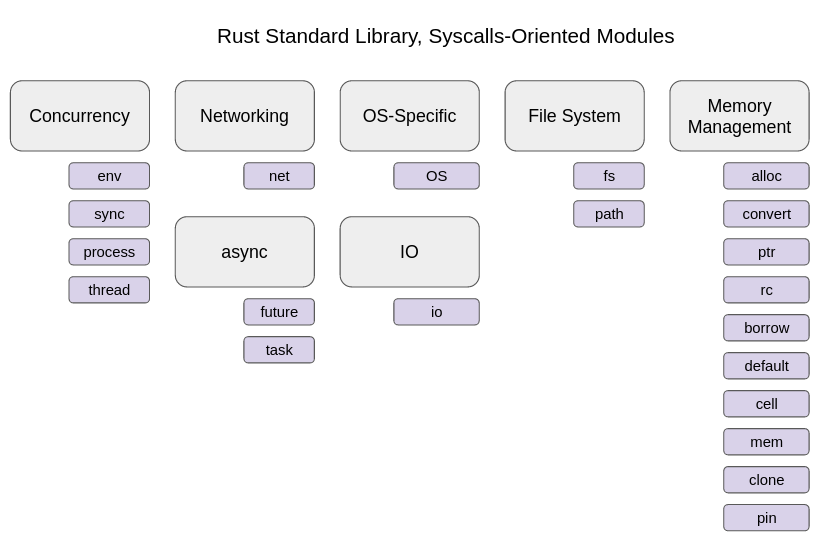 Rust Standard Library, Syscalls-Oriented Modules
Concurrency
env
sync
process
thread
Networking
net
async
future
task
OS-Specific
OS
IO
io
File System
fs
path
Memory
Management
alloc
convert
ptr
rc
borrow
default
cell
mem
clone
pin